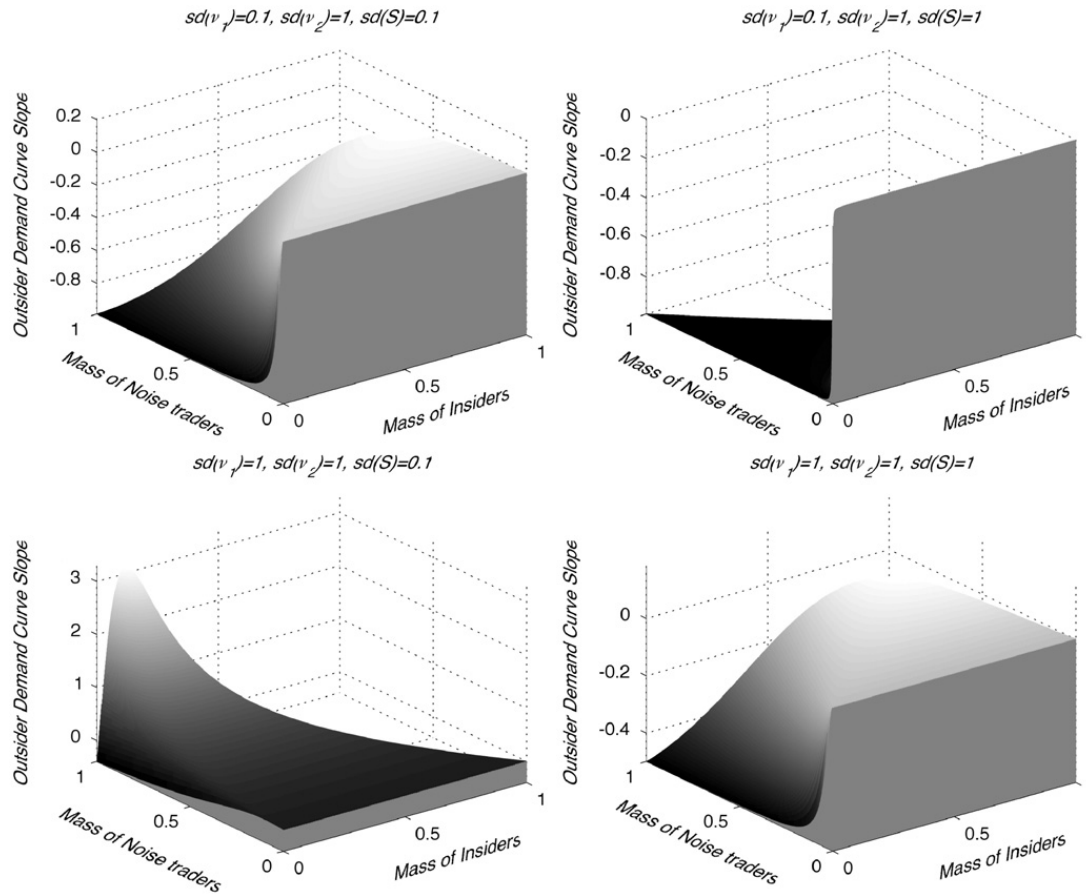 sd(ν₁)=0.1, sd(ν₂)=1, sd(S)=0.1
Outsider Demand Curve Slope
0.2
0
-0.2
-0.4
-0.6
-0.8
1
0.5
0
Mass of Noise traders
0
0.5
1
Mass of Insiders
sd(ν₁)=0.1, sd(ν₂)=1, sd(S)=1
Outsider Demand Curve Slope
0
-0.2
-0.4
-0.6
-0.8
1
0.5
0
Mass of Noise traders
0
0.5
1
Mass of Insiders
sd(ν₁)=1, sd(ν₂)=1, sd(S)=0.1
Outsider Demand Curve Slope
3
2
1
0
1
0.5
0
Mass of Noise traders
0
0.5
1
Mass of Insiders
sd(ν₁)=1, sd(ν₂)=1, sd(S)=1
Outsider Demand Curve Slope
0
-0.2
-0.4
1
0.5
0
Mass of Noise traders
0
0.5
1
Mass of Insiders